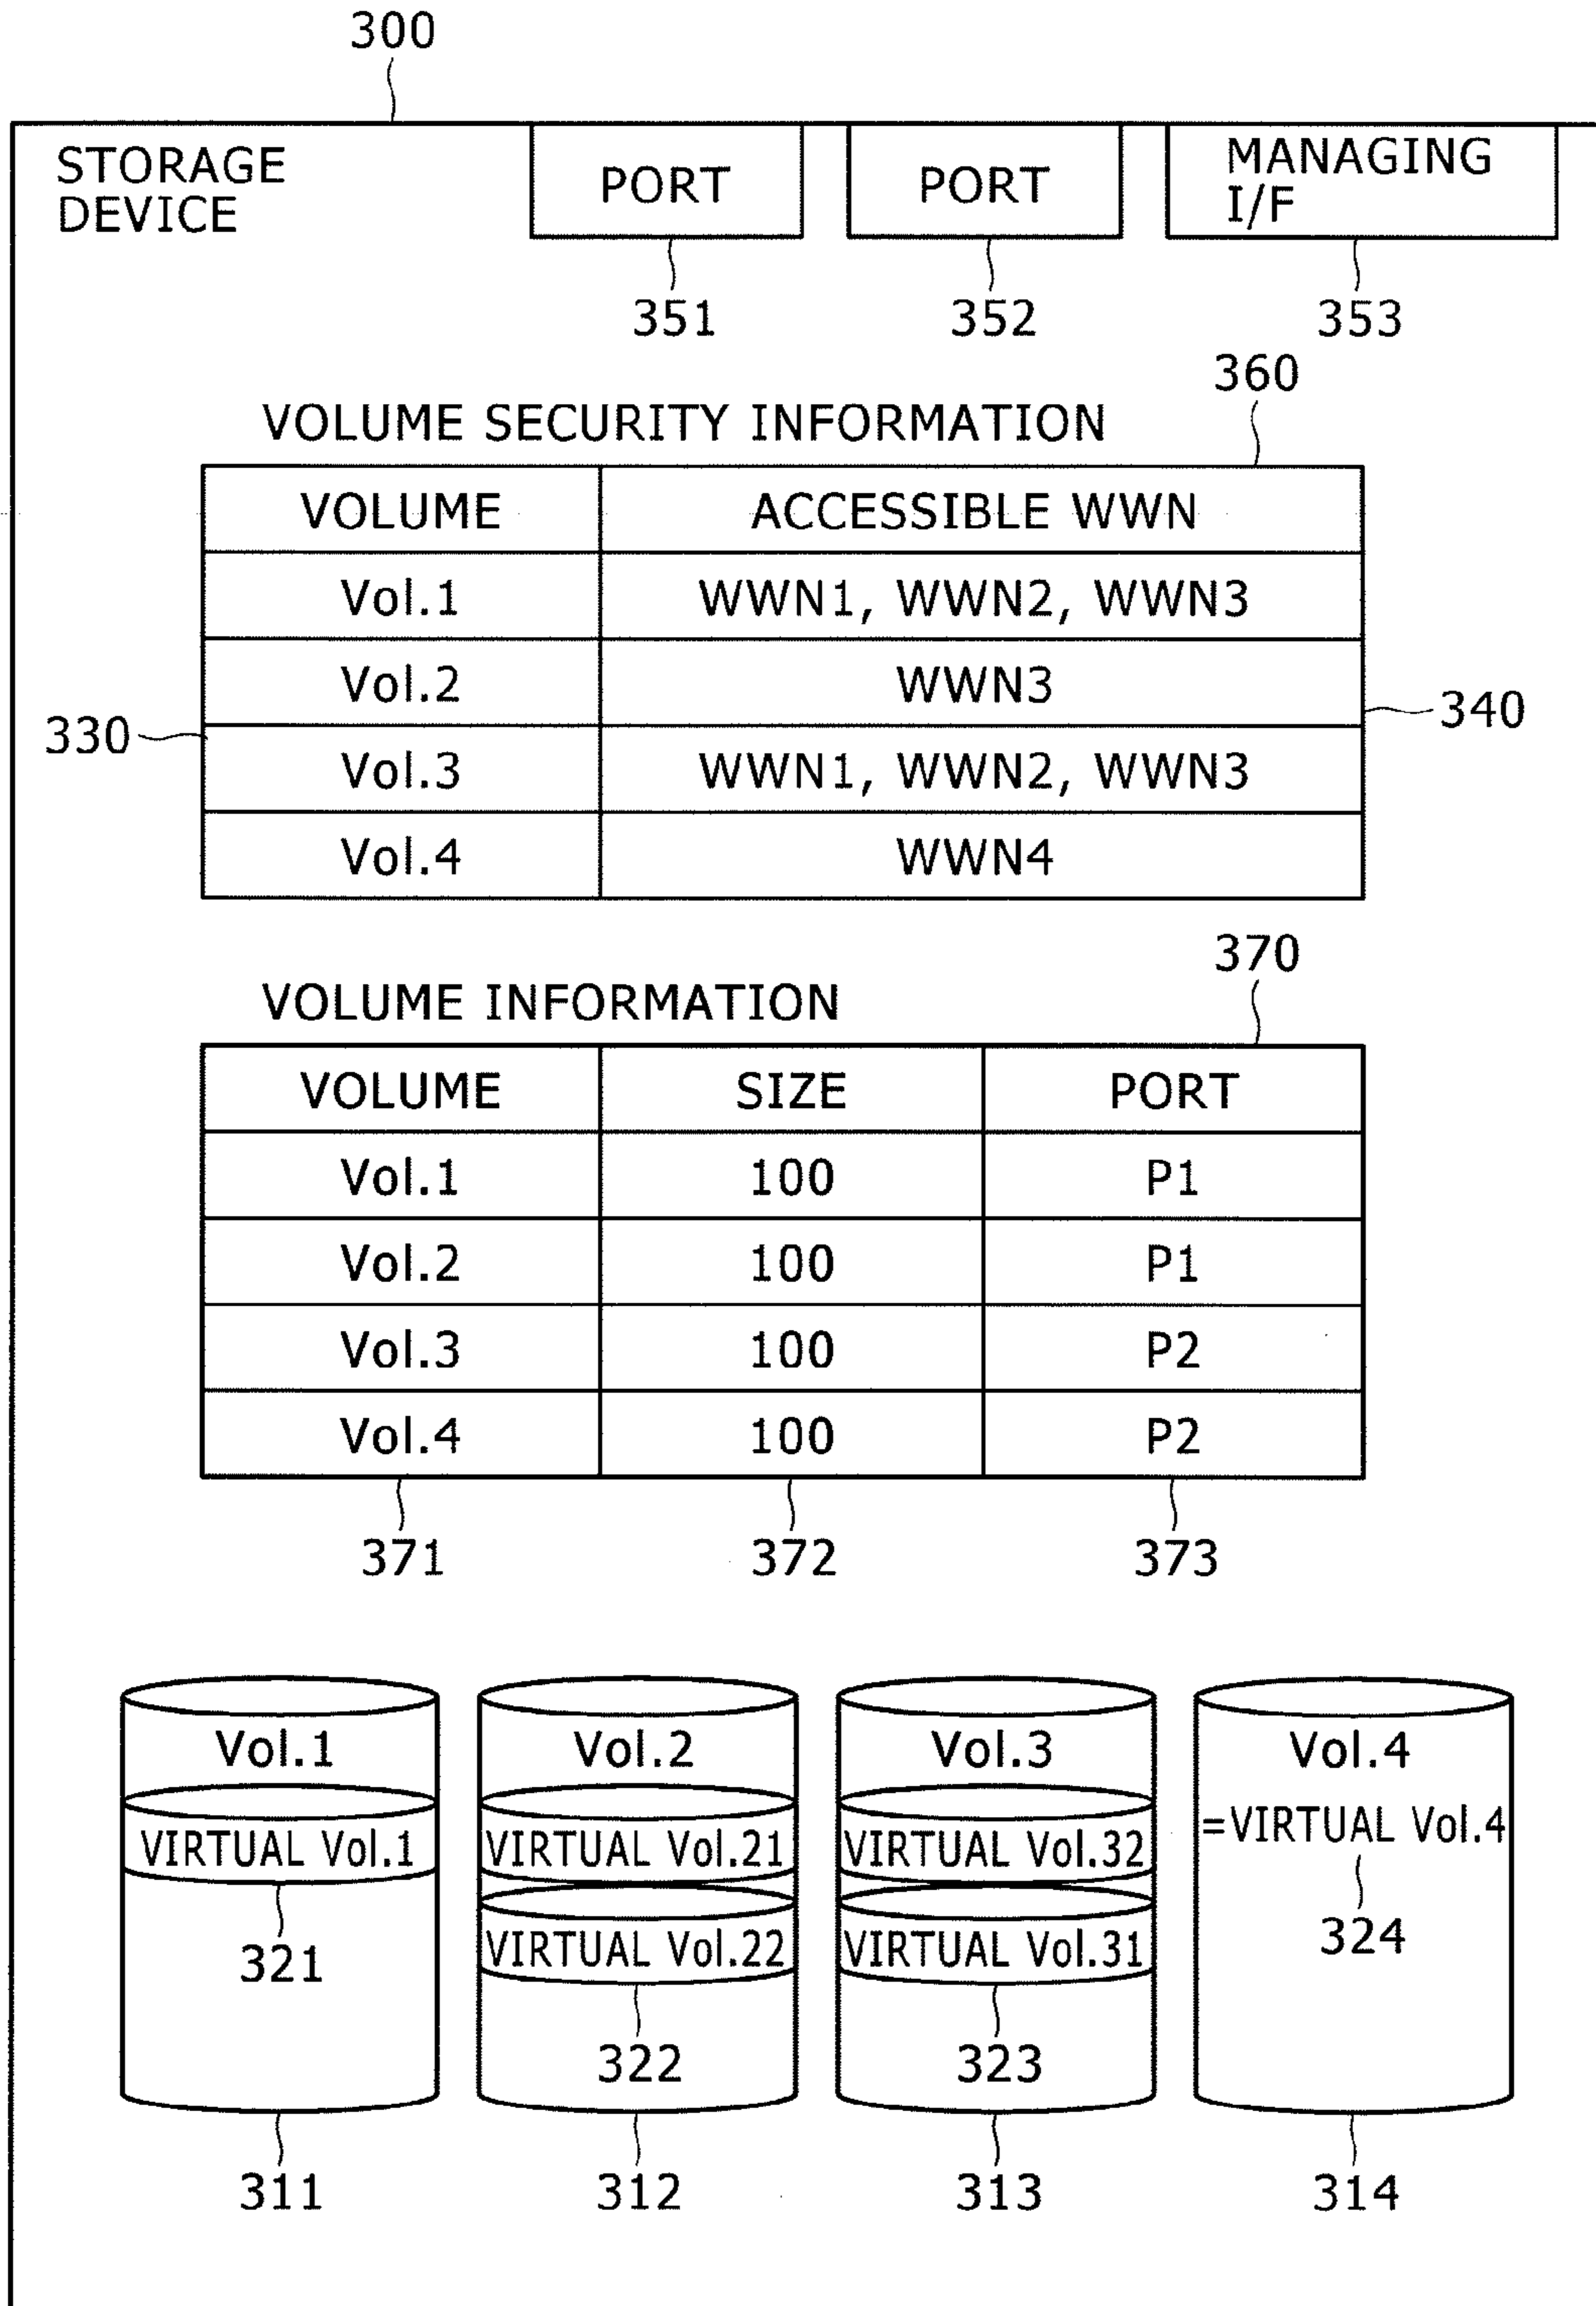 300
STORAGE
DEVICE
PORT
PORT
MANAGING
I/F
351
352
353
360
VOLUME SECURITY INFORMATION
VOLUME ACCESSIBLE WWN
Vol.1 WWN1, WWN2, WWN3
Vol.2 WWN3
330
340
Vol.3 WWN1, WWN2, WWN3
Vol.4 WWN4
370
VOLUME INFORMATION
VOLUME SIZE PORT
Vol.1 100 P1
Vol.2 100 P1
Vol.3 100 P2
Vol.4 100 P2
371 372 373
Vol.1
VIRTUAL Vol.1
321
311
Vol.2
VIRTUAL Vol.21
VIRTUAL Vol.22
322
312
Vol.3
VIRTUAL Vol.32
VIRTUAL Vol.31
323
313
Vol.4
=VIRTUAL Vol.4
324
314